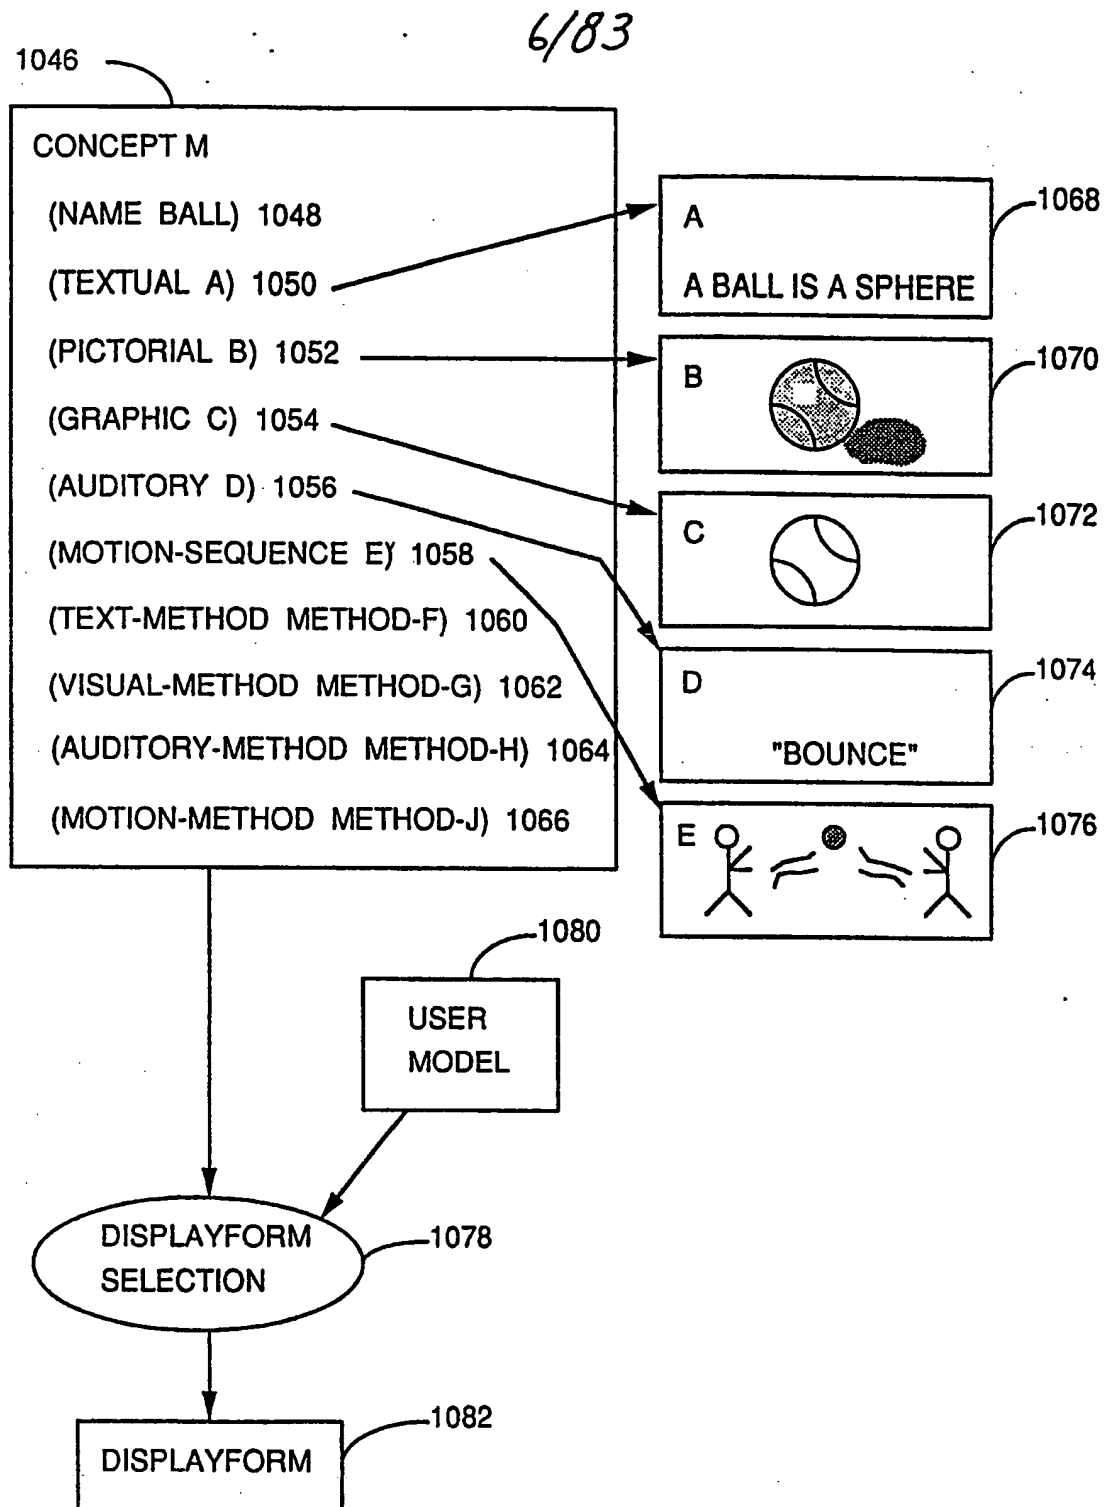 6/83
1046
CONCEPT M
(NAME BALL) 1048
(TEXTUAL A) 1050
(PICTORIAL B) 1052
(GRAPHIC C) 1054
(AUDITORY D) 1056
(MOTION-SEQUENCE E) 1058
(TEXT-METHOD METHOD-F) 1060
(VISUAL-METHOD METHOD-G) 1062
(AUDITORY-METHOD METHOD-H) 1064
(MOTION-METHOD METHOD-J) 1066
A
1068
A BALL IS A SPHERE
B
1070
C
1072
D
1074
"BOUNCE"
E
1076
1080
USER
MODEL
DISPLAYFORM
SELECTION
1078
1082
DISPLAYFORM